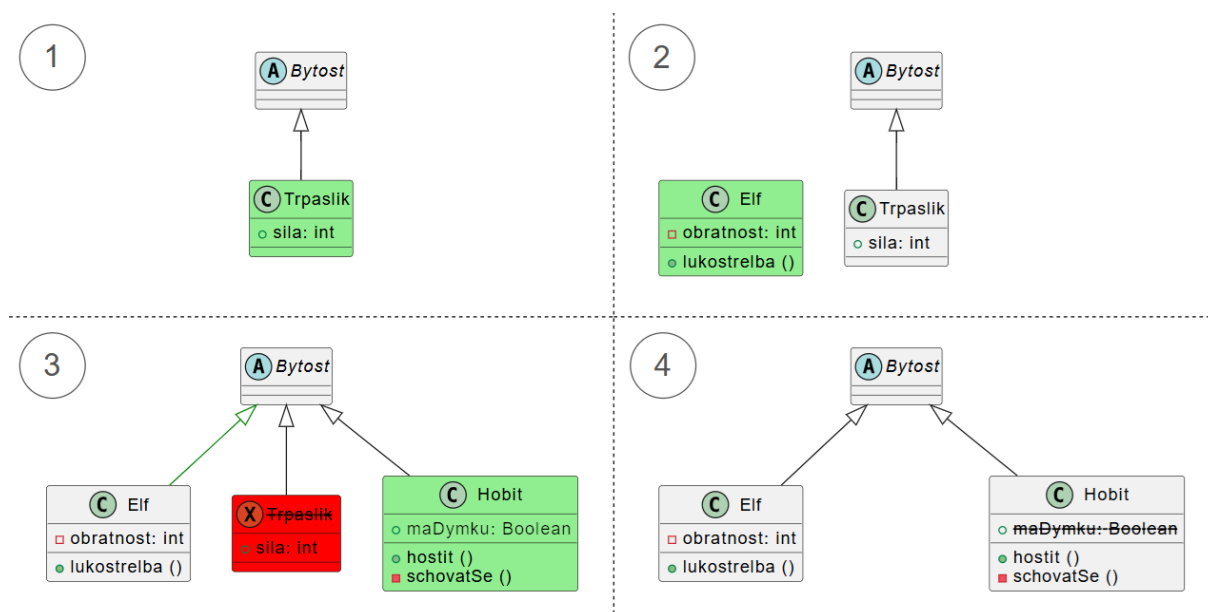 1
A Bytost
C Trpaslik
sila: int
2
A Bytost
C Elf
obratnost: int
lukostrelba ()
C Trpaslik
sila: int
3
A Bytost
C Elf
obratnost: int
lukostrelba ()
X Trpaslik
sila: int
C Hobit
maDymku: Boolean
hostit ()
schovatSe ()
4
A Bytost
C Elf
obratnost: int
lukostrelba ()
C Hobit
maDymku: Boolean
hostit ()
schovatSe ()